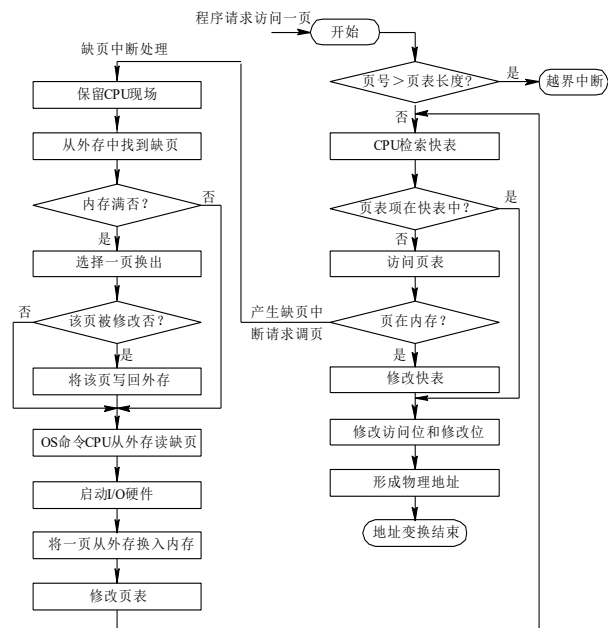 程序请求访问一页
开始
缺页中断处理
页号＞页表长度？
是
越界中断
保留CPU现场
否
从外存中找到缺页
CPU检索快表
内存满否？
否
页表项在快表中？
是
是
否
选择一页换出
访问页表
否
该页被修改否？
产生缺页中
断请求调页
页在内存？
是
是
将该页写回外存
修改快表
OS命令CPU从外存读缺页
修改访问位和修改位
启动I/O硬件
形成物理地址
将一页从外存换入内存
地址变换结束
修改页表